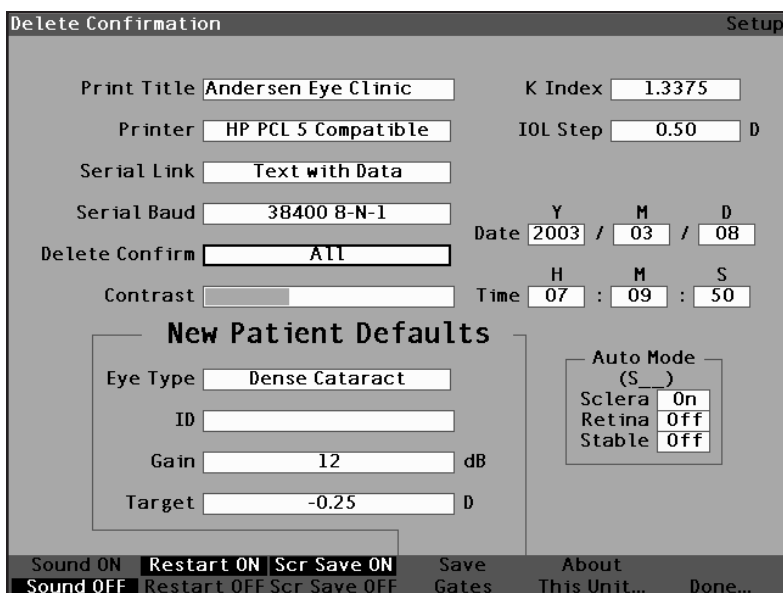 Delete Confirmation Setup
Print Title Andersen Eye Clinic K Index 1.3375
Printer HP PCL 5 Compatible IOL Step 0.50 D
Serial Link Text with Data
Serial Baud 38400 8-N-1
Y M D
Date 2003 / 03 / 08
Delete Confirm All
H M S
Contrast Time 07 : 09 : 50
New Patient Defaults
Auto Mode
(S__)
Eye Type Dense Cataract
Sclera On
ID Retina Off
Stable Off
Gain 12 dB
Target -0.25 D
Sound ON Restart ON Scr Save ON Save About
Sound OFF Restart OFF Scr Save OFF Gates This Unit... Done...